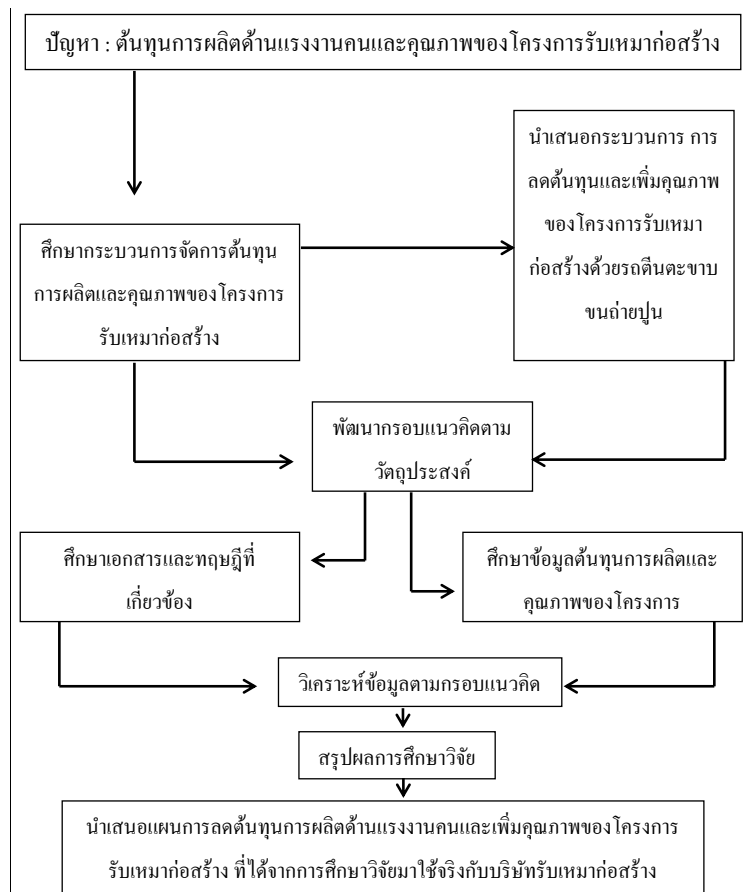 ปัญหา : ต้นทุนการผลิตด้านแรงงานคนและคุณภาพของโครงการรับเหมาก่อสร้าง
นำเสนอกระบวนการ การ
ลดต้นทุนและเพิ่มคุณภาพ
ของโครงการรับเหมา
ก่อสร้างด้วยรถตีนตะขาบ
ขนถ่ายปูน
ศึกษากระบวนการจัดการต้นทุน
การผลิตและคุณภาพของโครงการ
รับเหมาก่อสร้าง
พัฒนากรอบแนวคิดตาม
วัตถุประสงค์
ศึกษาเอกสารและทฤษฎีที่
เกี่ยวข้อง
ศึกษาข้อมูลต้นทุนการผลิตและ
คุณภาพของโครงการ
วิเคราะห์ข้อมูลตามกรอบแนวคิด
สรุปผลการศึกษาวิจัย
นำเสนอแผนการลดต้นทุนการผลิตด้านแรงงานคนและเพิ่มคุณภาพของโครงการ
รับเหมาก่อสร้าง ที่ได้จากการศึกษาวิจัยมาใช้จริงกับบริษัทรับเหมาก่อสร้าง